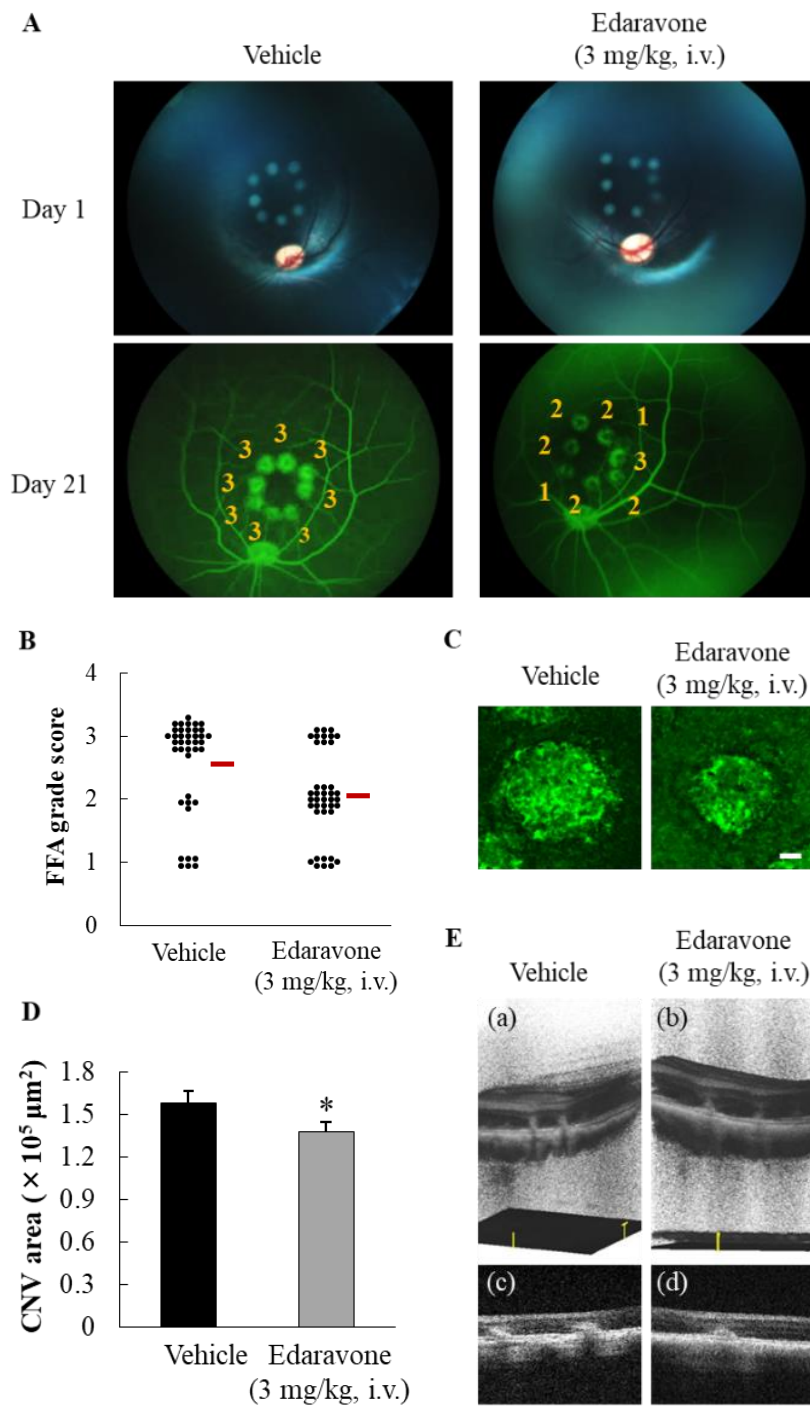 A
Vehicle
Edaravone
(3 mg/kg, i.v.)
Day 1
Day 21
3
3
3
3
3
3
3
3
3
2
2
1
2
3
1
2
2
B
FFA grade score
4
3
2
1
0
Vehicle
Edaravone
(3 mg/kg, i.v.)
C
Vehicle
Edaravone
(3 mg/kg, i.v.)
D
CNV area (×10⁵ μm²)
1.8
1.5
1.2
0.9
0.6
0.3
0
*
Vehicle
Edaravone
(3 mg/kg, i.v.)
E
Vehicle
Edaravone
(3 mg/kg, i.v.)
(a)
(b)
(c)
(d)